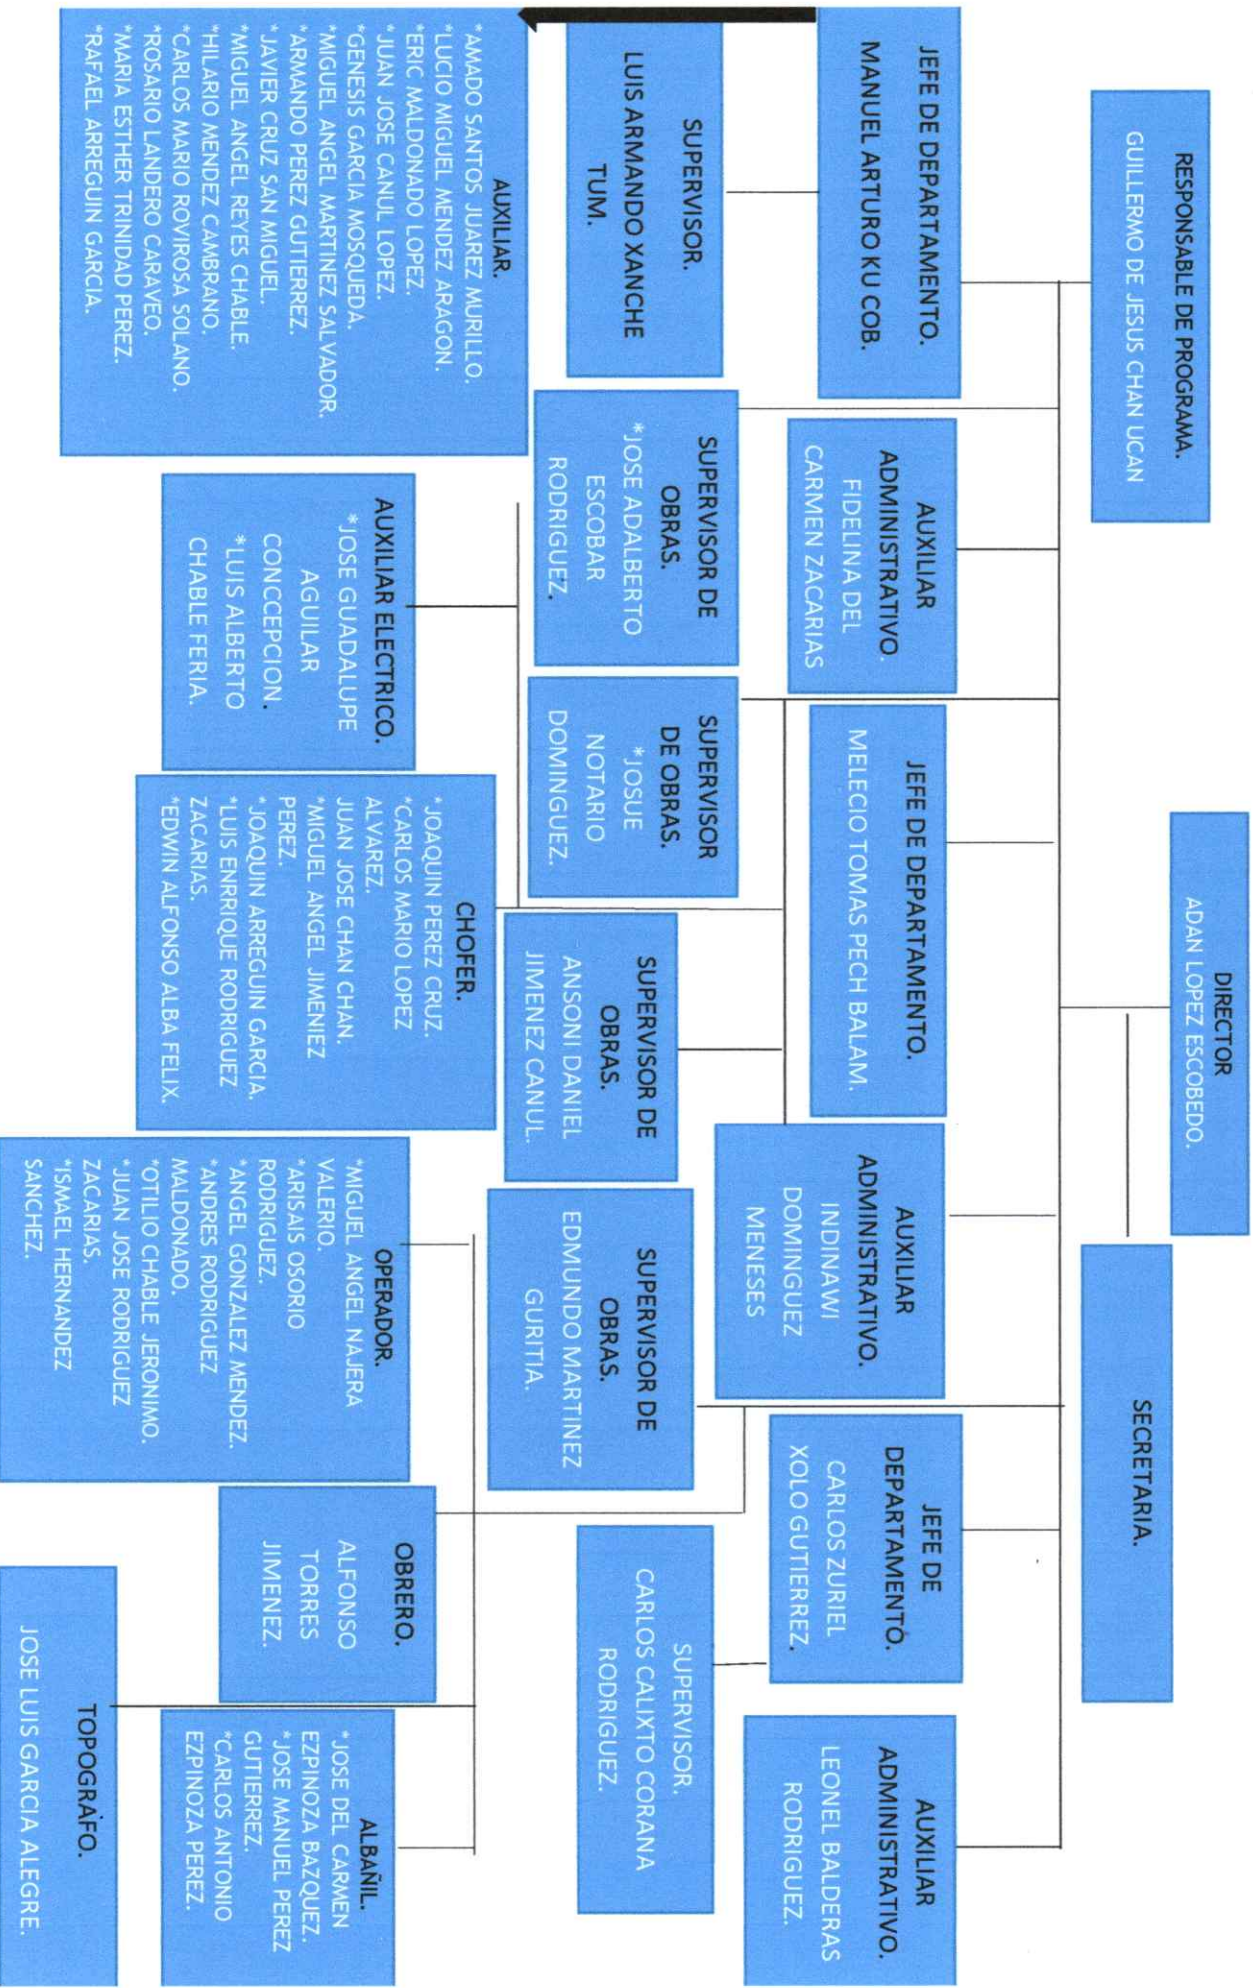 DIRECTOR
ADAN LOPEZ ESCOBEDO.
RESPONSABLE DE PROGRAMA.
GUILLERMO DE JESUS CHAN UCAN
SECRETARIA.
JEFE DE DEPARTAMENTO.
MANUEL ARTURO KU COB.
AUXILIAR
ADMINISTRATIVO.
FIDELINA DEL
CARMEN ZACARIAS
JEFE DE DEPARTAMENTO.
MELECIO TOMAS PECH BALAM.
AUXILIAR
ADMINISTRATIVO.
INDINAWI
DOMINGUEZ
MENESES
JEFE DE
DEPARTAMENTO.
CARLOS ZURIEL
XOLO GUTIERREZ.
AUXILIAR
ADMINISTRATIVO.
LEONEL BALDERAS
RODRIGUEZ.
SUPERVISOR.
LUIS ARMANDO XANCHE
TUM.
SUPERVISOR DE
OBRAS.
*JOSE ADALBERTO
ESCOBAR
RODRIGUEZ.
SUPERVISOR
DE OBRAS.
*JOSUE
NOTARIO
DOMINGUEZ.
SUPERVISOR DE
OBRAS.
ANSONI DANIEL
JIMENEZ CANUL.
SUPERVISOR DE
OBRAS.
EDMUNDO MARTINEZ
GURITIA.
SUPERVISOR.
CARLOS CALIXTO CORANA
RODRIGUEZ.
AUXILIAR.
*AMADO SANTOS JUAREZ MURILLO.
*LUCIO MIGUEL MENDEZ ARAGON.
*ERIC MALDONADO LOPEZ.
*JUAN JOSE CANUL LOPEZ.
*GENESIS GARCIA MOSQUEDA.
*MIGUEL ANGEL MARTINEZ SALVADOR.
*ARMANDO PEREZ GUTIERREZ.
*JAVIER CRUZ SAN MIGUEL.
*MIGUEL ANGEL REYES CHABLE.
*HILARIO MENDEZ CAMBRANO.
*CARLOS MARIO ROVIROSA SOLANO.
*ROSARIO LANDERO CARAVEO.
*MARIA ESTHER TRINIDAD PEREZ.
*RAFAEL ARREGUIN GARCIA.
AUXILIAR ELECTRICO.
*JOSE GUADALUPE
AGUILAR
CONCCEPCION.
*LUIS ALBERTO
CHABLE FERIA.
CHOFER.
*JOAQUIN PEREZ CRUZ.
*CARLOS MARIO LOPEZ
ALVAREZ.
JUAN JOSE CHAN CHAN.
*MIGUEL ANGEL JIMENIEZ
PEREZ.
*JOAQUIN ARREGUIN GARCIA.
*LUIS ENRRIQUE RODRIGUEZ
ZACARIAS.
*EDWIN ALFONSO ALBA FELIX.
OPERADOR.
*MIGUEL ANGEL NAJERA
VALERIO.
*ARISAIS OSORIO
RODRIGUEZ.
*ANGEL GONZALEZ MENDEZ.
*ANDRES RODRIGUEZ
MALDONADO.
*OTILIO CHABLE JERONIMO.
*JUAN JOSE RODRIGUEZ
ZACARIAS.
*ISMAEL HERNANDEZ
SANCHEZ.
OBRERO.
ALFONSO
TORRES
JIMENEZ.
ALBAÑIL.
*JOSE DEL CARMEN
EZPINOZA BAZQUEZ.
*JOSE MANUEL PEREZ
GUTIERREZ.
*CARLOS ANTONIO
EZPINOZA PEREZ.
TOPOGRAFO.
JOSE LUIS GARCIA ALEGRE.